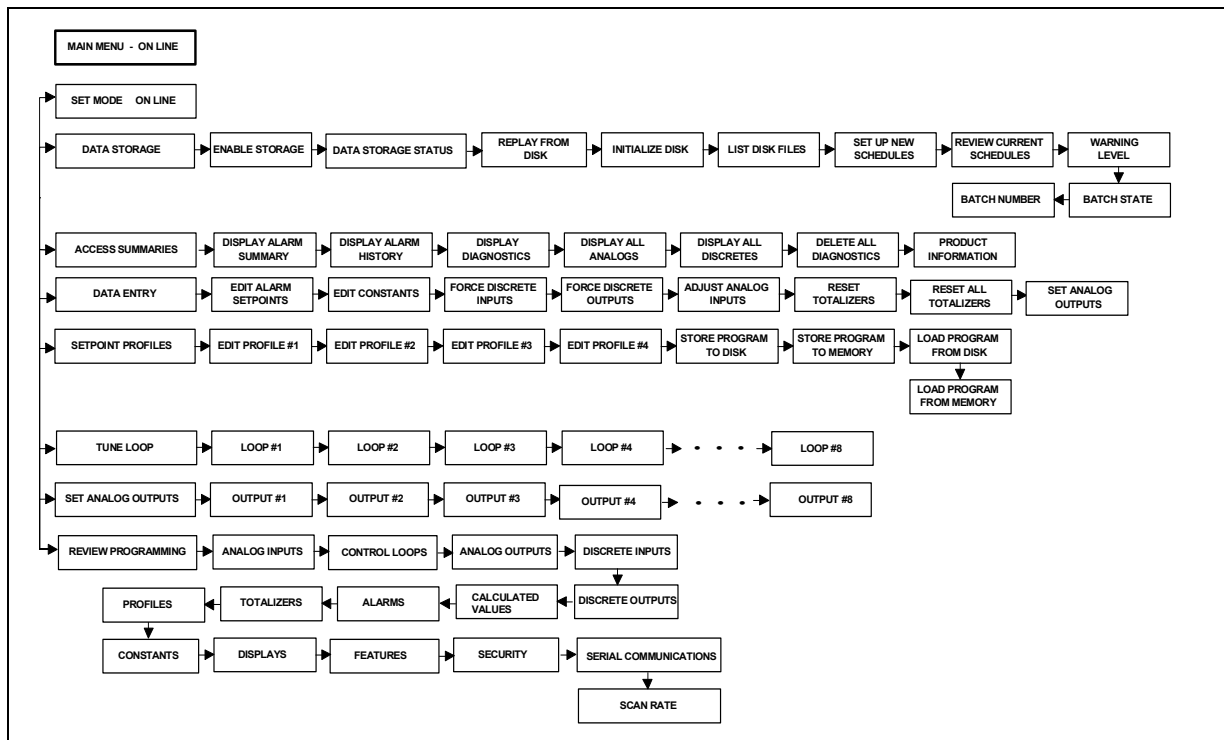 MAIN MENU - ON LINE
SET MODE ON LINE
DATA STORAGE
ENABLE STORAGE
DATA STORAGE STATUS
REPLAY FROM
DISK
INITIALIZE DISK
LIST DISK FILES
SET UP NEW
SCHEDULES
REVIEW CURRENT
SCHEDULES
WARNING
LEVEL
BATCH NUMBER
BATCH STATE
ACCESS SUMMARIES
DISPLAY ALARM
SUMMARY
DISPLAY ALARM
HISTORY
DISPLAY
DIAGNOSTICS
DISPLAY ALL
ANALOGS
DISPLAY ALL
DISCRETES
DELETE ALL
DIAGNOSTICS
PRODUCT
INFORMATION
DATA ENTRY
EDIT ALARM
SETPOINTS
EDIT CONSTANTS
FORCE DISCRETE
INPUTS
FORCE DISCRETE
OUTPUTS
ADJUST ANALOG
INPUTS
RESET
TOTALIZERS
RESET ALL
TOTALIZERS
SET ANALOG
OUTPUTS
SETPOINT PROFILES
EDIT PROFILE #1
EDIT PROFILE #2
EDIT PROFILE #3
EDIT PROFILE #4
STORE PROGRAM
TO DISK
STORE PROGRAM
TO MEMORY
LOAD PROGRAM
FROM DISK
LOAD PROGRAM
FROM MEMORY
TUNE LOOP
LOOP #1
LOOP #2
LOOP #3
LOOP #4
. . .
LOOP #8
SET ANALOG OUTPUTS
OUTPUT #1
OUTPUT #2
OUTPUT #3
OUTPUT #4
. . .
OUTPUT #8
REVIEW PROGRAMMING
ANALOG INPUTS
CONTROL LOOPS
ANALOG OUTPUTS
DISCRETE INPUTS
PROFILES
TOTALIZERS
ALARMS
CALCULATED
VALUES
DISCRETE OUTPUTS
CONSTANTS
DISPLAYS
FEATURES
SECURITY
SERIAL COMMUNICATIONS
SCAN RATE